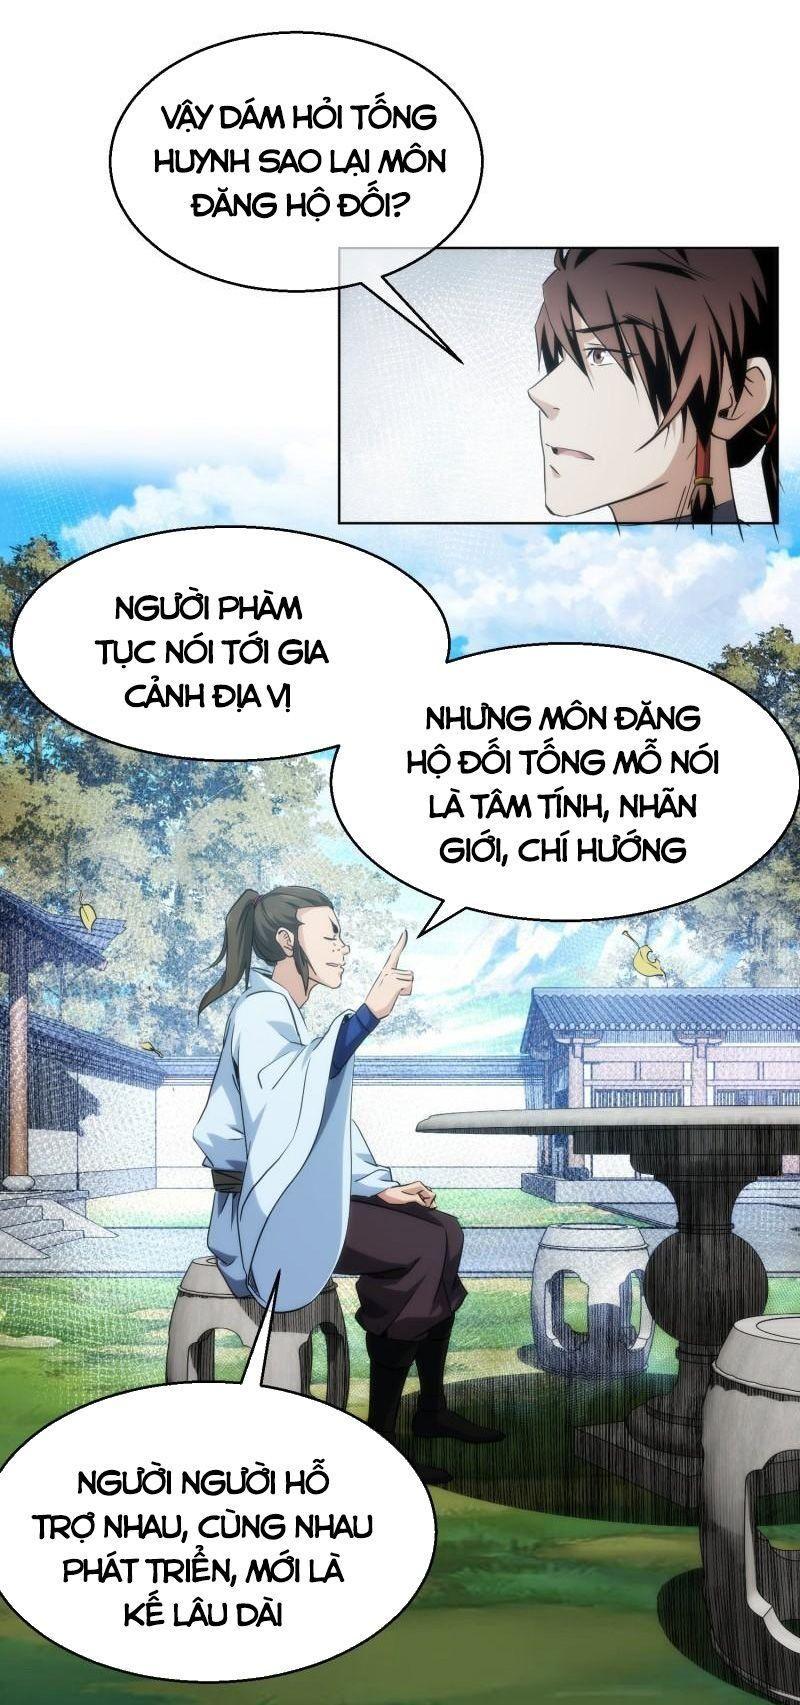 VẬY DÁM HỎI TỐNG
HUYNH SAO LẠI MÔN
ĐĂNG HỘ ĐỐI?
NGƯỜI PHÀM
TỤC NÓI TỚI GIA
CẢNH ĐỊA VỊ
NHƯNG MÔN ĐĂNG
HỘ ĐỐI TỐNG MỖ NÓI
LÀ TÂM TÍNH, NHÃN
GIỚI, CHÍ HƯỚNG
NGƯỜI NGƯỜI HỖ
TRỢ NHAU, CÙNG NHAU
PHÁT TRIỂN, MỚI LÀ
KẾ LÂU DÀI